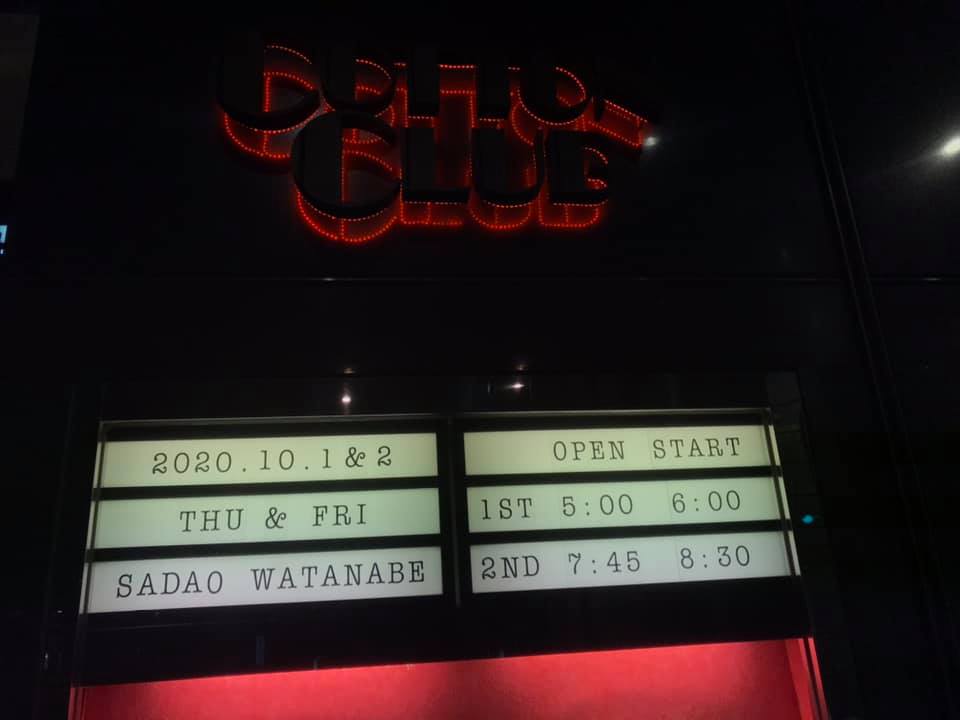 COTTON
CLUB
2020.10.1&2
THU & FRI
SADAO WATANABE
OPEN START
1ST 5:00 6:00
2ND 7:45 8:30